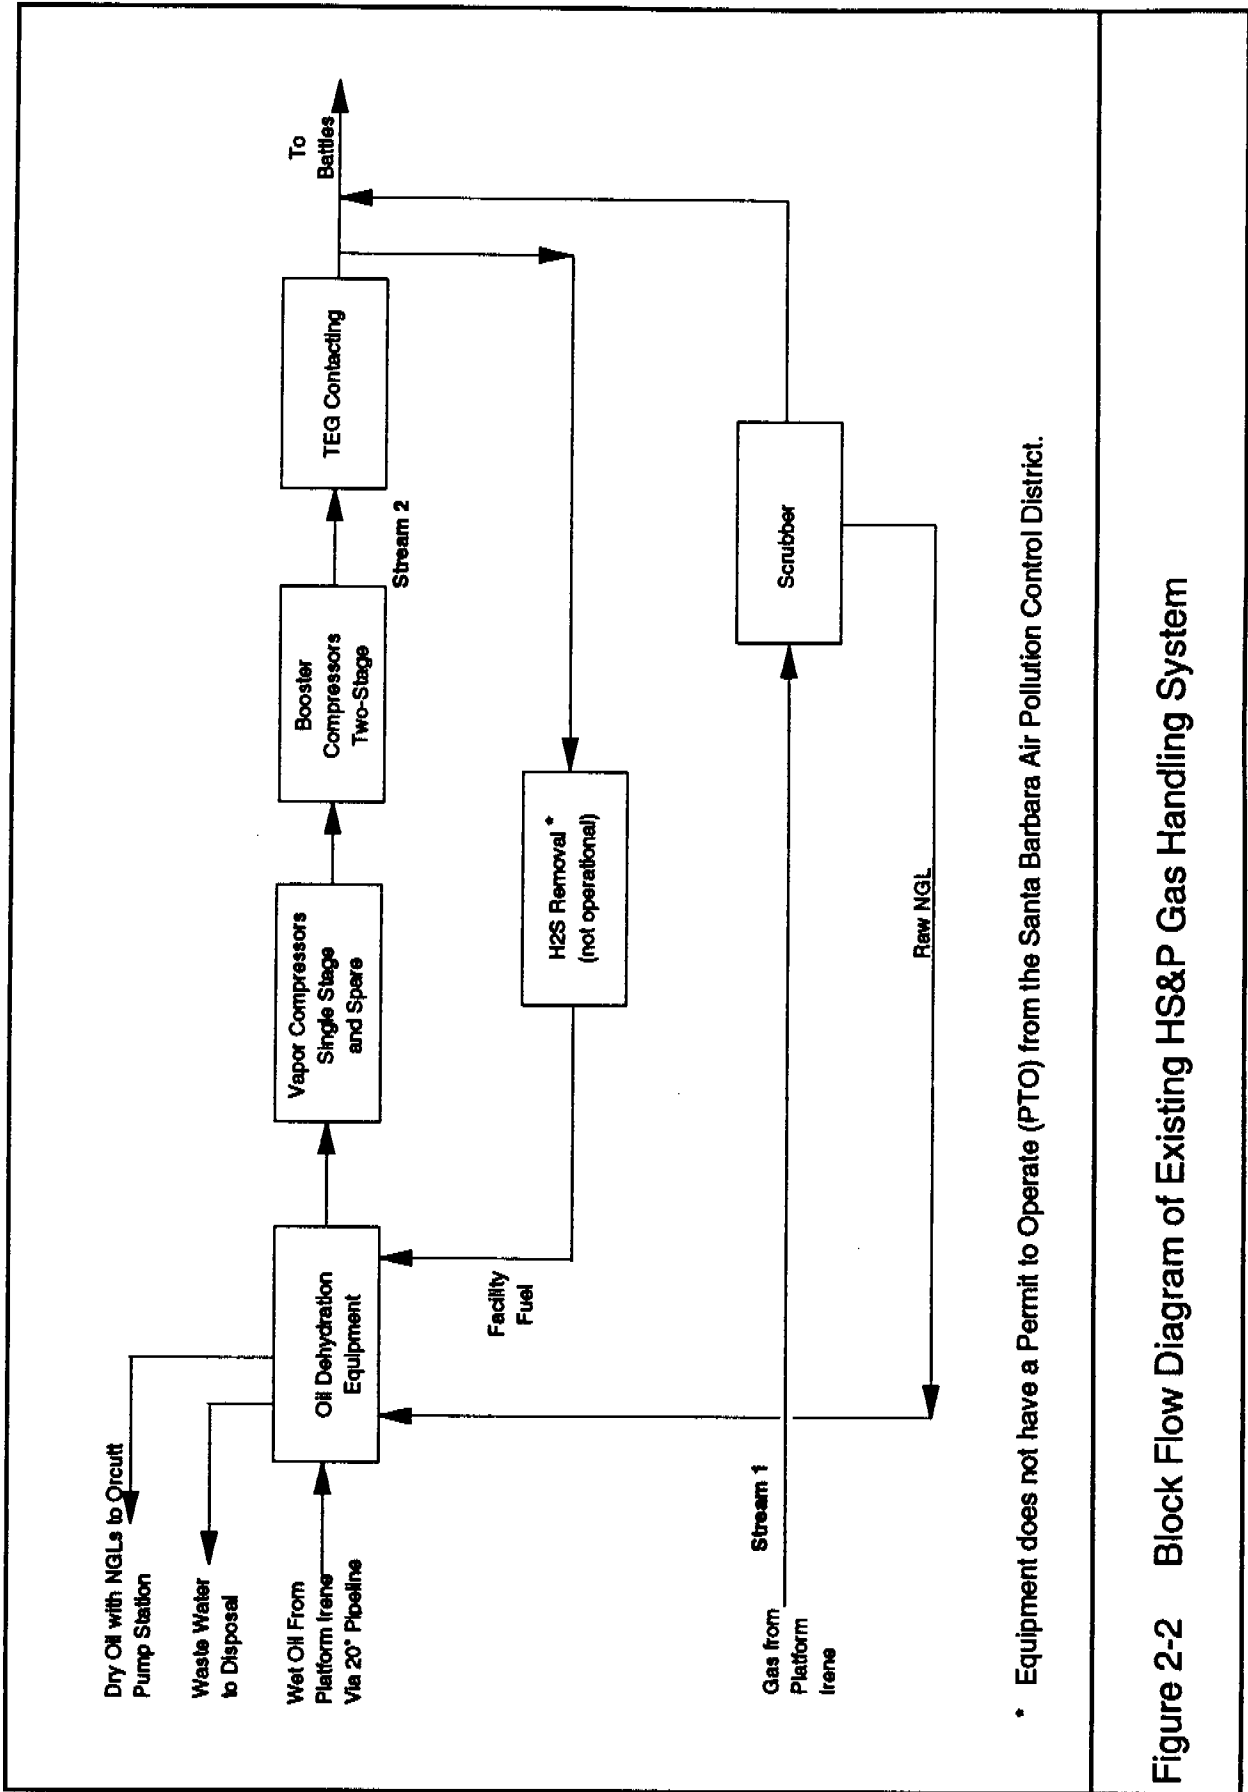 Dry Oil with NGLs to Orcutt
Pump Station
Waste Water
to Disposal
Wet Oil From
Platform Irene
Via 20" Pipeline
Oil Dehydration
Equipment
Vapor Compressors
Single Stage
and Spare
Booster
Compressors
Two-Stage
Stream 2
TEG Contacting
To
Battles
Facility
Fuel
H2S Removal *
(not operational)
Gas from
Platform
Irene
Stream 1
Scrubber
Raw NGL
* Equipment does not have a Permit to Operate (PTO) from the Santa Barbara Air Pollution Control District.
Figure 2-2 Block Flow Diagram of Existing HS&P Gas Handling System